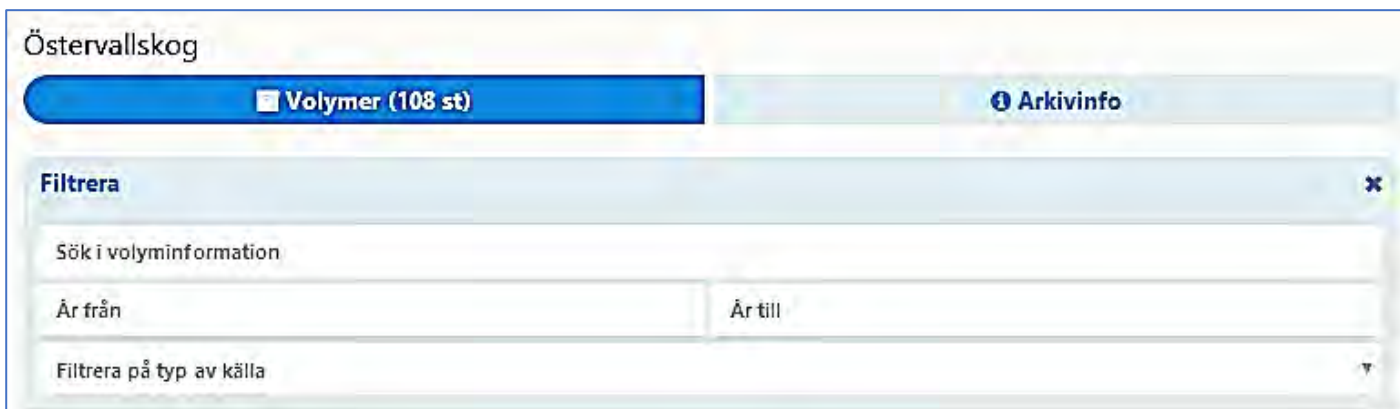 Östervallskog
Volymer (108 st)
Arkivinfo
Filtrera
Sök i volyminformation
År från
År till
Filtrera på typ av källa